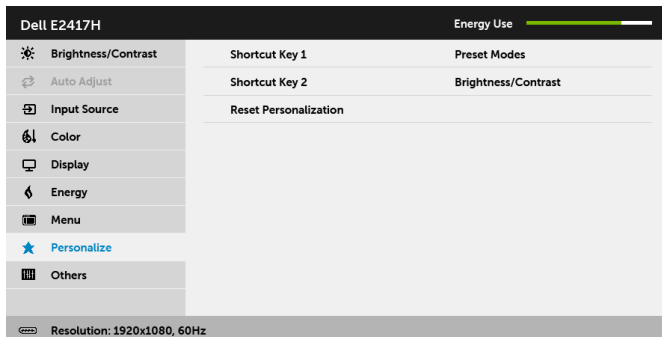 Dell E2417H Energy Use
Brightness/Contrast Shortcut Key 1 Preset Modes
Auto Adjust Shortcut Key 2 Brightness/Contrast
Input Source Reset Personalization
Color
Display
Energy
Menu
Personalize
Others
Resolution: 1920x1080, 60Hz